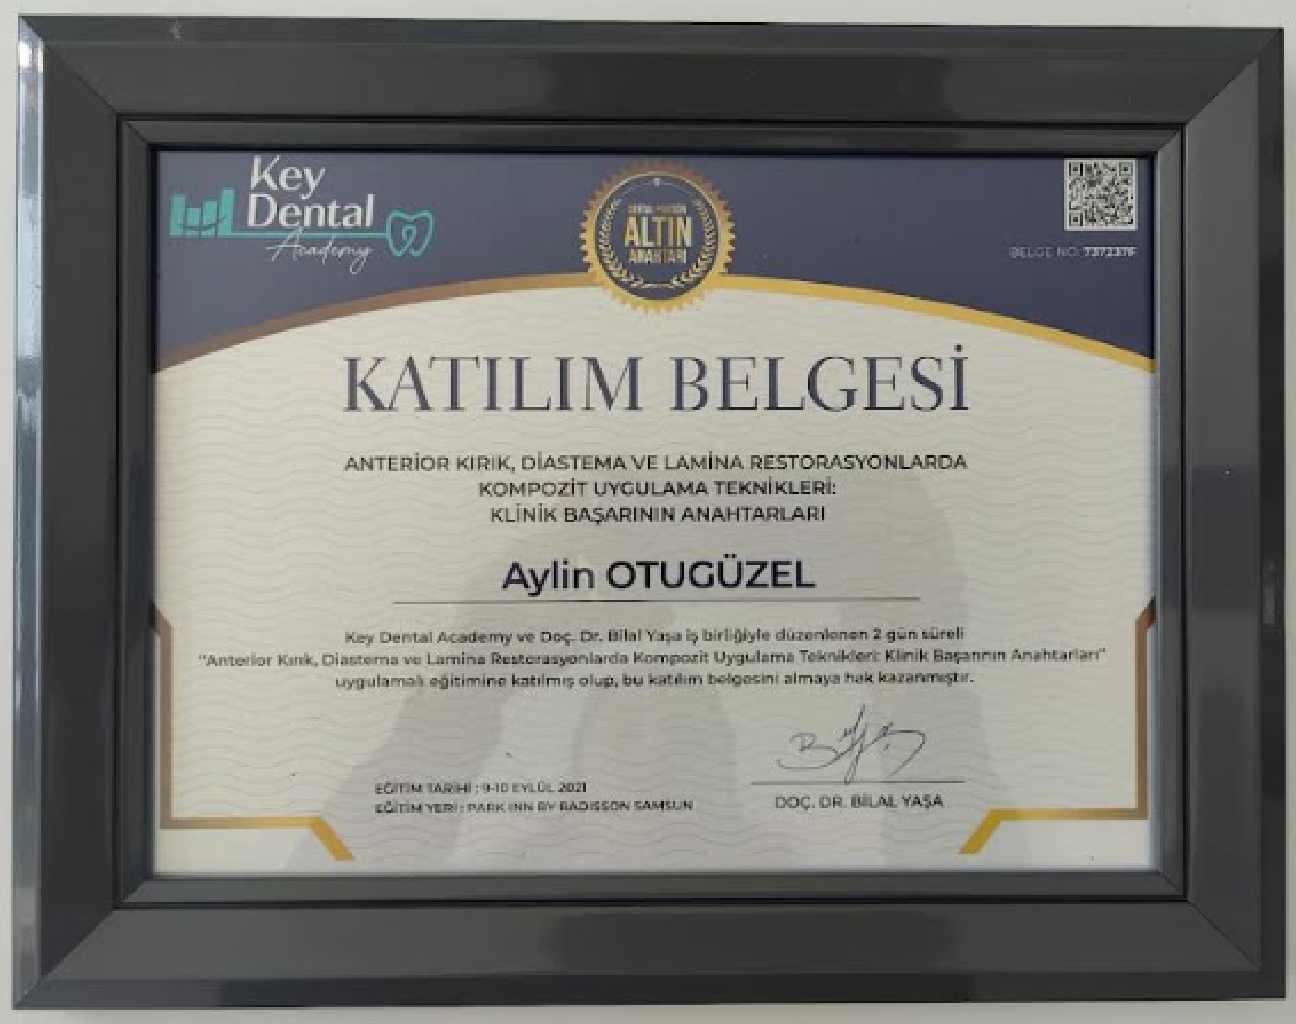 Key
Dental
Academy
ALTIN
ANAHTARI
BELGE NO:
KATILIM BELGESİ
ANTERİOR KIRIK, DİASTEMA VE LAMİNA RESTORASYONLARDA
KOMPOZİT UYGULAMA TEKNİKLERİ:
KLİNİK BAŞARININ ANAHTARLARI
Aylin OTUGÜZEL
Key Dental Academy ve Doç. Dr. Bilal Yaşa iş birliğiyle düzenlenen 2 gün süreli
"Anterior Kırık, Diastema ve Lamina Restorasyonlarda Kompozit Uygulama Teknikleri: Klinik Başarının Anahtarları"
uygulamalı eğitimine katılmış olup, bu katılım belgesini almaya hak kazanmıştır.
EĞİTİM TARİHİ : 9-10 EYLÜL 2021
EĞİTİM YERİ : PARK INN BY RADISSON SAMSUN
DOÇ. DR. BİLAL YAŞA